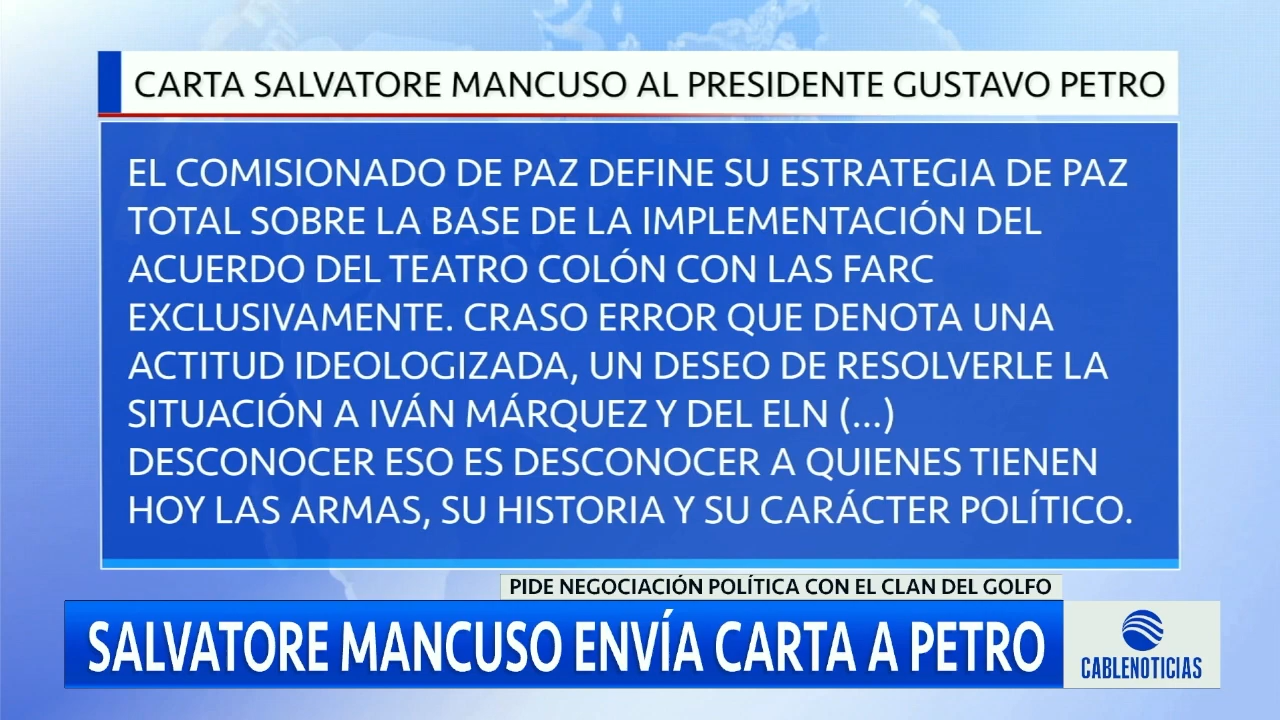 CARTA SALVATORE MANCUSO AL PRESIDENTE GUSTAVO PETRO
EL COMISIONADO DE PAZ DEFINE SU ESTRATEGIA DE PAZ
TOTAL SOBRE LA BASE DE LA IMPLEMENTACIÓN DEL
ACUERDO DEL TEATRO COLÓN CON LAS FARC
EXCLUSIVAMENTE. CRASO ERROR QUE DENOTA UNA
ACTITUD IDEOLOGIZADA, UN DESEO DE RESOLVERLE LA
SITUACIÓN A IVÁN MÁRQUEZ Y DEL ELN (...)
DESCONOCER ESO ES DESCONOCER A QUIENES TIENEN
HOY LAS ARMAS, SU HISTORIA Y SU CARÁCTER POLÍTICO.
PIDE NEGOCIACIÓN POLÍTICA CON EL CLAN DEL GOLFO
SALVATORE MANCUSO ENVÍA CARTA A PETRO
CABLENOTICIAS